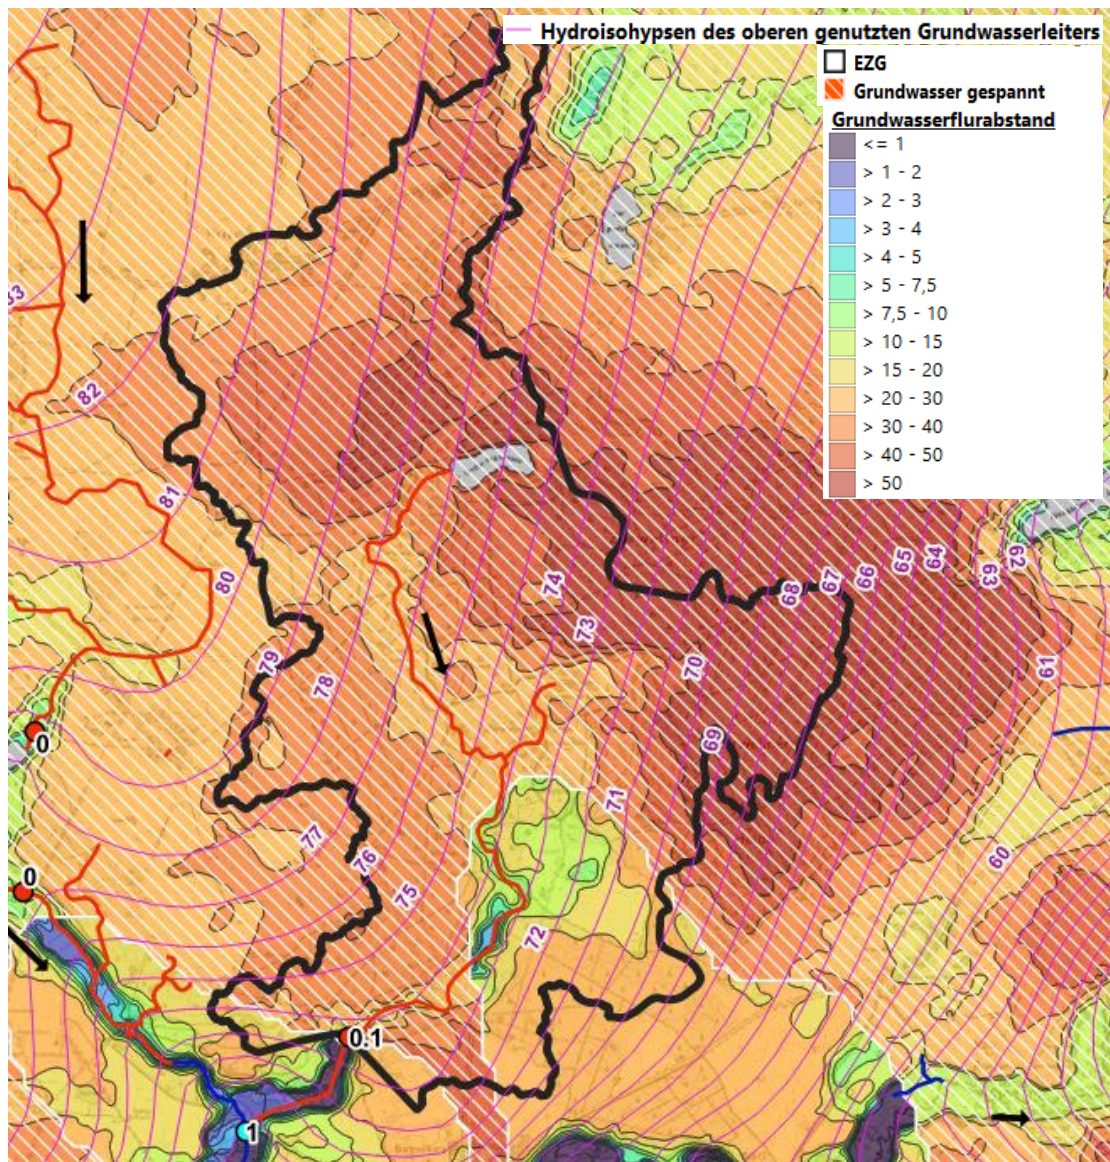 Hydroisohypsen des oberen genutzten Grundwasserleiters
EZG
Grundwasser gespannt
Grundwasserflurabstand
<= 1
> 1 - 2
> 2 - 3
> 3 - 4
> 4 - 5
> 5 - 7,5
> 7,5 - 10
> 10 - 15
> 15 - 20
> 20 - 30
> 30 - 40
> 40 - 50
> 50
82
81
80
79
78
77
76
75
74
73
72
71
70
69
68
67
66
65
64
63
62
61
60
0
0
0.1
1